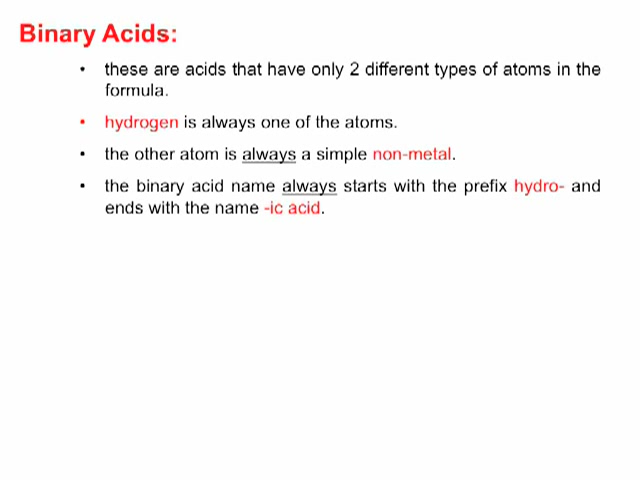 Binary Acids:
• these are acids that have only 2 different types of atoms in the
formula.
• hydrogen is always one of the atoms.
• the other atom is always a simple non-metal.
• the binary acid name always starts with the prefix hydro- and
ends with the name -ic acid.